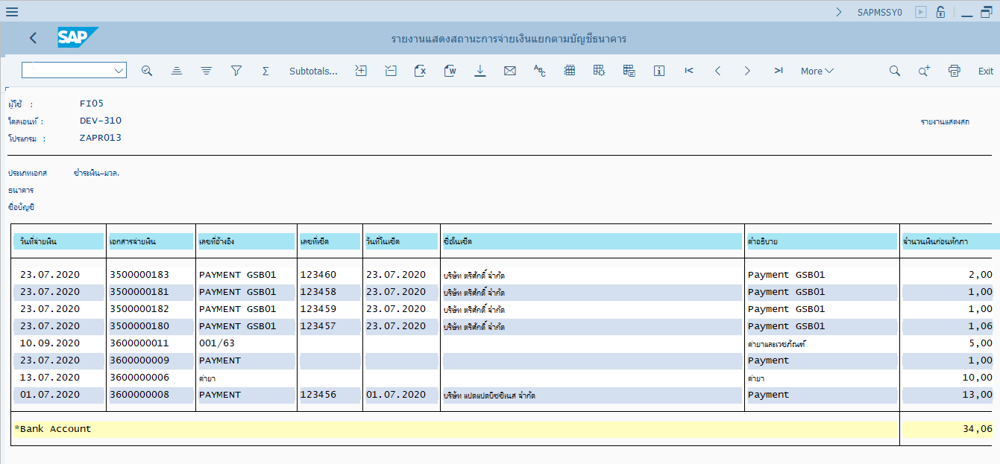 SAPMSSY0
SAP รายงานแสดงสถานะการจ่ายเงินแยกตามบัญชีธนาคาร
Subtotals... More Exit
ผู้ใช้ : FI05
ไคลเอนท์ : DEV-310 รายงานแสดงสถ
โปรแกรม : ZAPR013
ประเภทเอกส ชำระเงิน-มวล.
ธนาคาร
ชื่อบัญชี
วันที่จ่ายเงิน เอกสารจ่ายเงิน เลขที่อ้างอิง เลขที่เช็ค วันที่ในเช็ค ชื่อในเช็ค คำอธิบาย จำนวนเงินก่อนหักภา
23.07.2020 3500000183 PAYMENT GSB01 123460 23.07.2020 บริษัท ตรีศักดิ์ จำกัด Payment GSB01 2,00
23.07.2020 3500000181 PAYMENT GSB01 123458 23.07.2020 บริษัท ตรีศักดิ์ จำกัด Payment GSB01 1,00
23.07.2020 3500000182 PAYMENT GSB01 123459 23.07.2020 บริษัท ตรีศักดิ์ จำกัด Payment GSB01 1,00
23.07.2020 3500000180 PAYMENT GSB01 123457 23.07.2020 บริษัท ตรีศักดิ์ จำกัด Payment GSB01 1,06
10.09.2020 3600000011 001/63 ค่ายาและเวชภัณฑ์ 5,00
23.07.2020 3600000009 PAYMENT Payment 1,00
13.07.2020 3600000006 ค่ายา ค่ายา 10,00
01.07.2020 3600000008 PAYMENT 123456 01.07.2020 บริษัท แปดแปดบิซซิเนส จำกัด Payment 13,00
*Bank Account 34,06